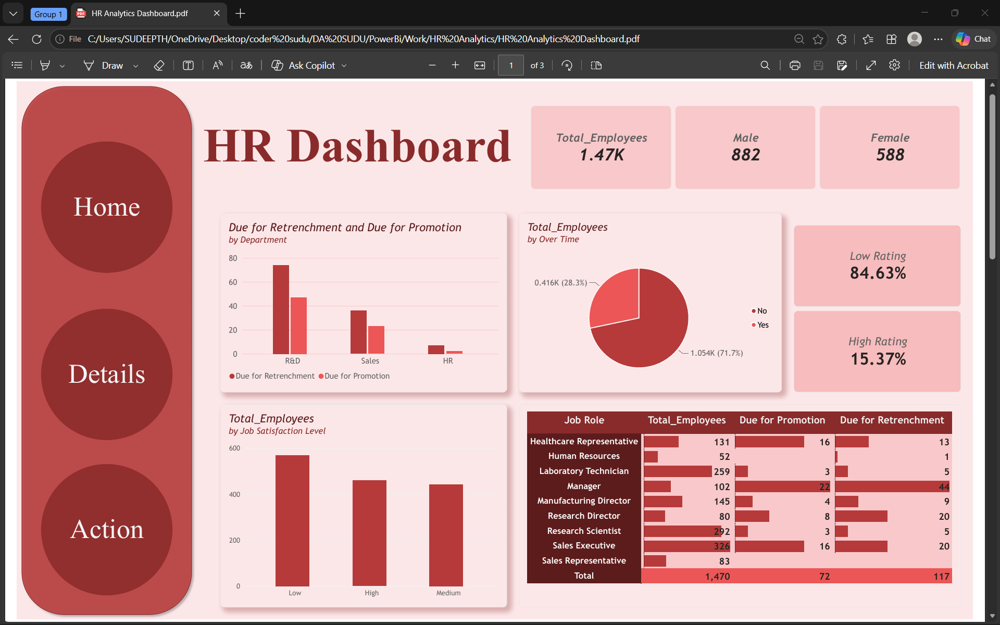 Group 1
HR Analytics Dashboard.pdf
File C:/Users/SUDEEPTH/OneDrive/Desktop/coder%20sudu/DA%20SUDU/PowerBi/Work/HR%20Analytics/HR%20Analytics%20Dashboard.pdf
Chat
Draw
Ask Copilot
1 of 3
Edit with Acrobat
Home
Details
Action
HR Dashboard
Total_Employees
1.47K
Male
882
Female
588
Due for Retrenchment and Due for Promotion
by Department
80
60
40
20
0
R&D Sales HR
Due for Retrenchment Due for Promotion
Total_Employees
by Over Time
0.416K (28.3%)
1.054K (71.7%)
No
Yes
Low Rating
84.63%
High Rating
15.37%
Total_Employees
by Job Satisfaction Level
600
400
200
0
Low High Medium
Job Role Total_Employees Due for Promotion Due for Retrenchment
Healthcare Representative 131 16 13
Human Resources 52 1
Laboratory Technician 259 3 5
Manager 102 22 44
Manufacturing Director 145 4 9
Research Director 80 8 20
Research Scientist 292 3 5
Sales Executive 326 16 20
Sales Representative 83
Total 1,470 72 117